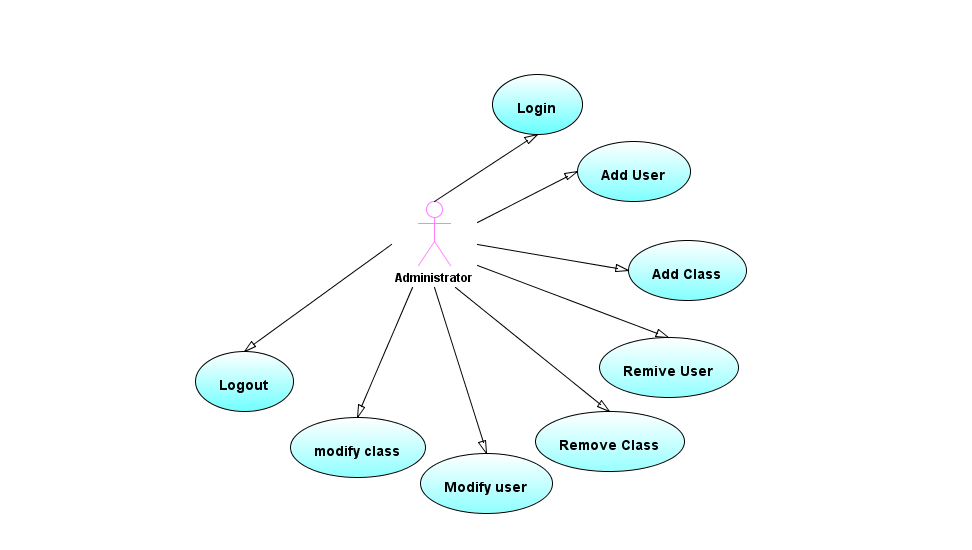 Login
Add User
Add Class
Administrator
Remive User
Logout
Remove Class
modify class
Modify user